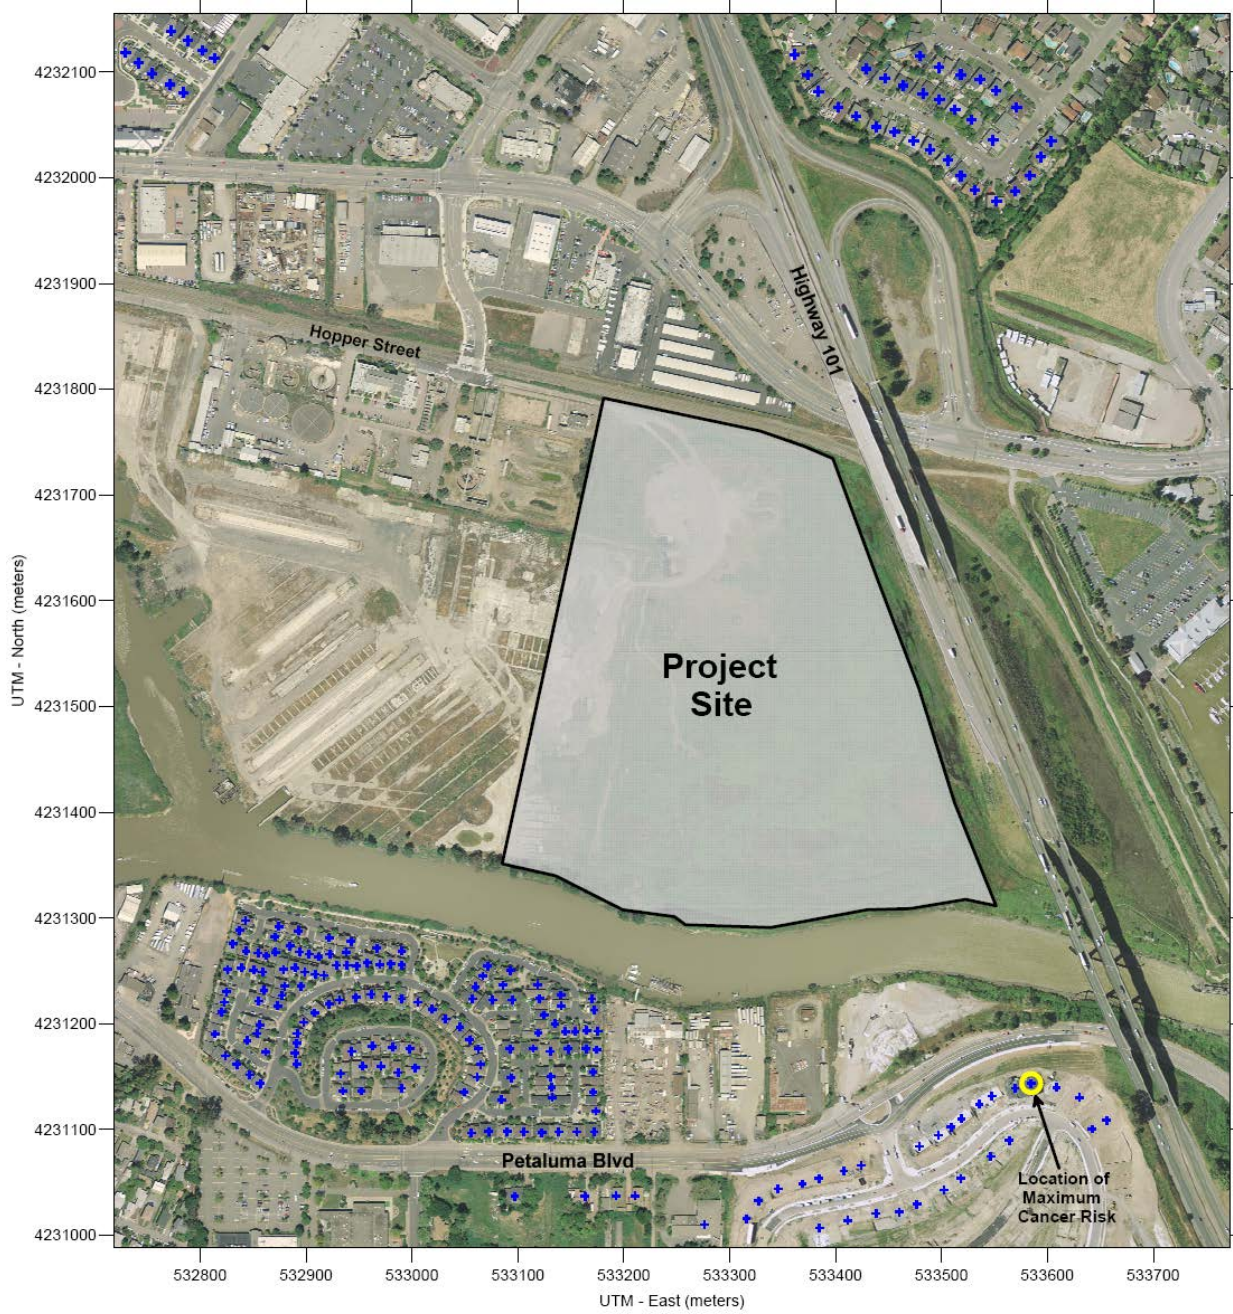 4232100
4232000
4231900
4231800
4231700
4231600
4231500
4231400
4231300
4231200
4231100
4231000
UTM - North (meters)
Highway 101
Hopper Street
Project
Site
Petaluma Blvd
Location of
Maximum
Cancer Risk
532800 532900 533000 533100 533200 533300 533400 533500 533600 533700
UTM - East (meters)